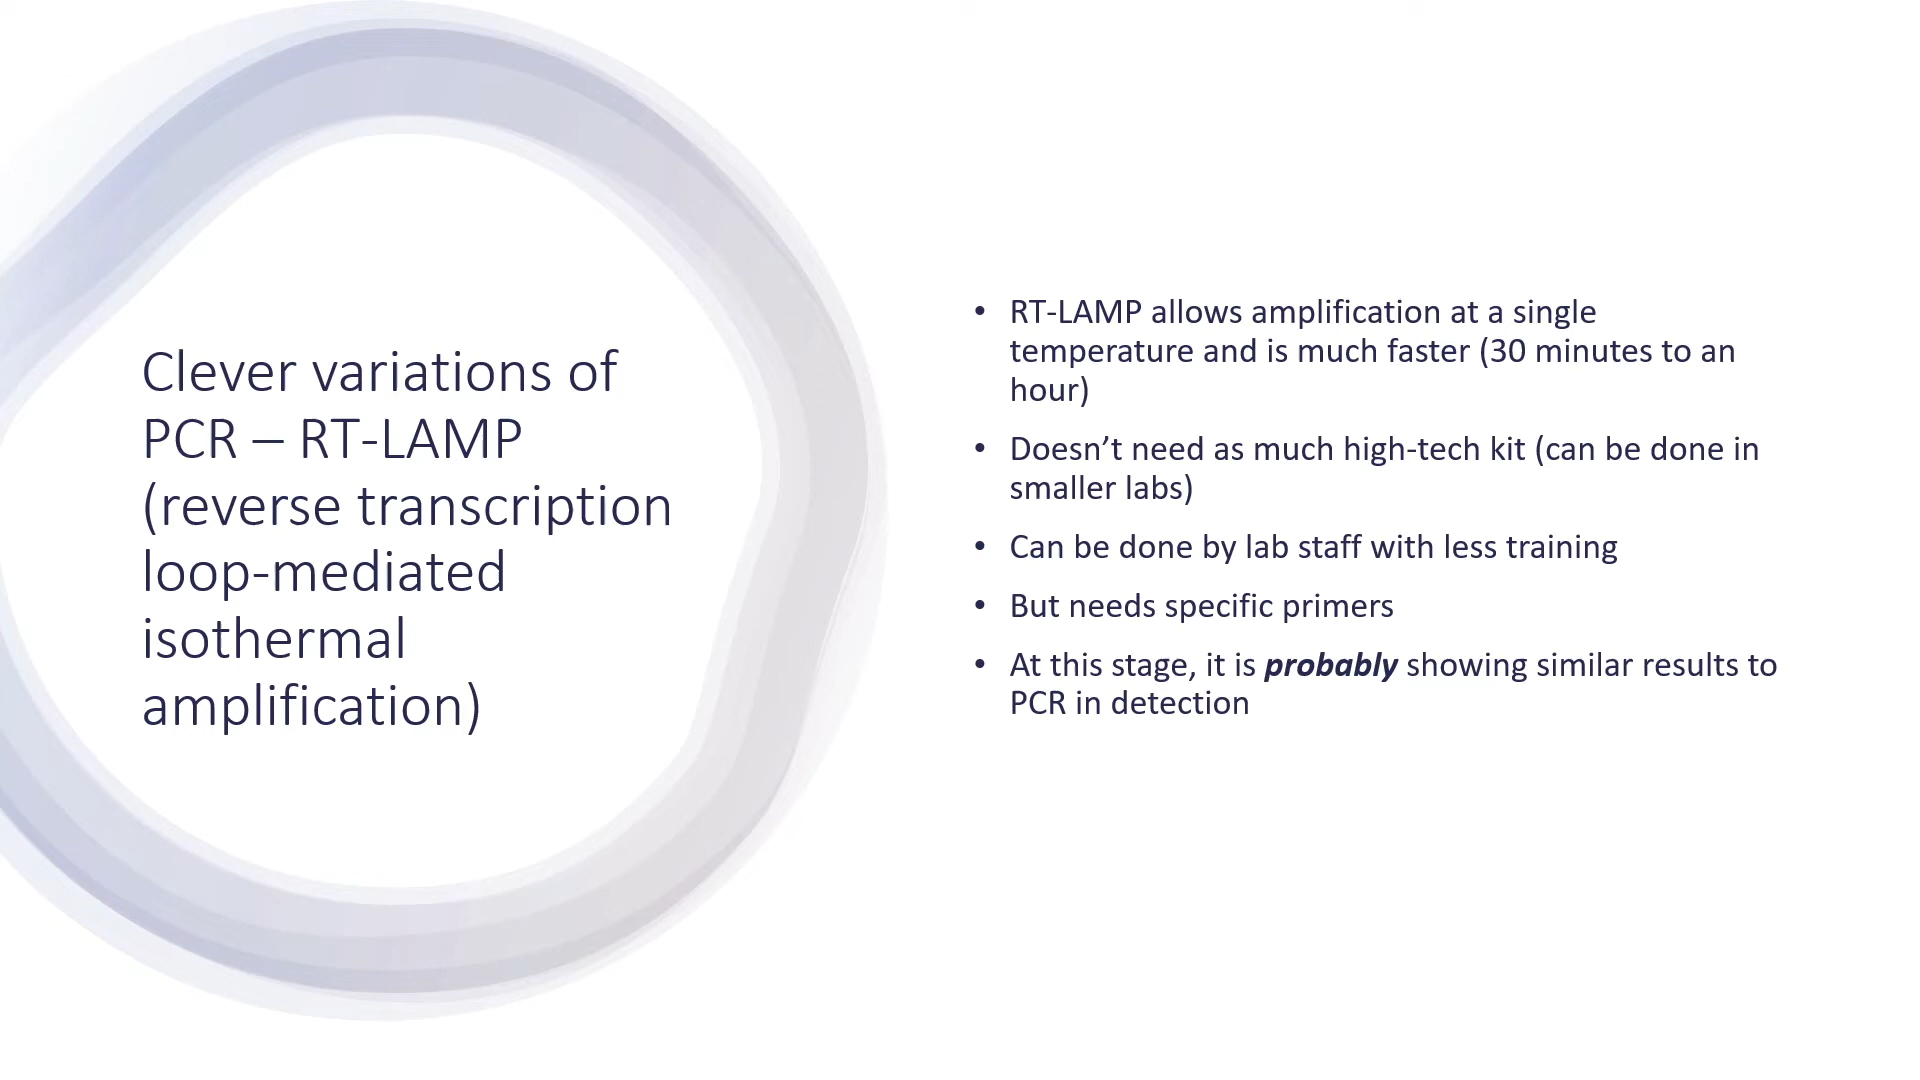 Clever variations of
PCR – RT-LAMP
(reverse transcription
loop-mediated
isothermal
amplification)
• RT-LAMP allows amplification at a single
temperature and is much faster (30 minutes to an
hour)
• Doesn’t need as much high-tech kit (can be done in
smaller labs)
• Can be done by lab staff with less training
• But needs specific primers
• At this stage, it is probably showing similar results to
PCR in detection